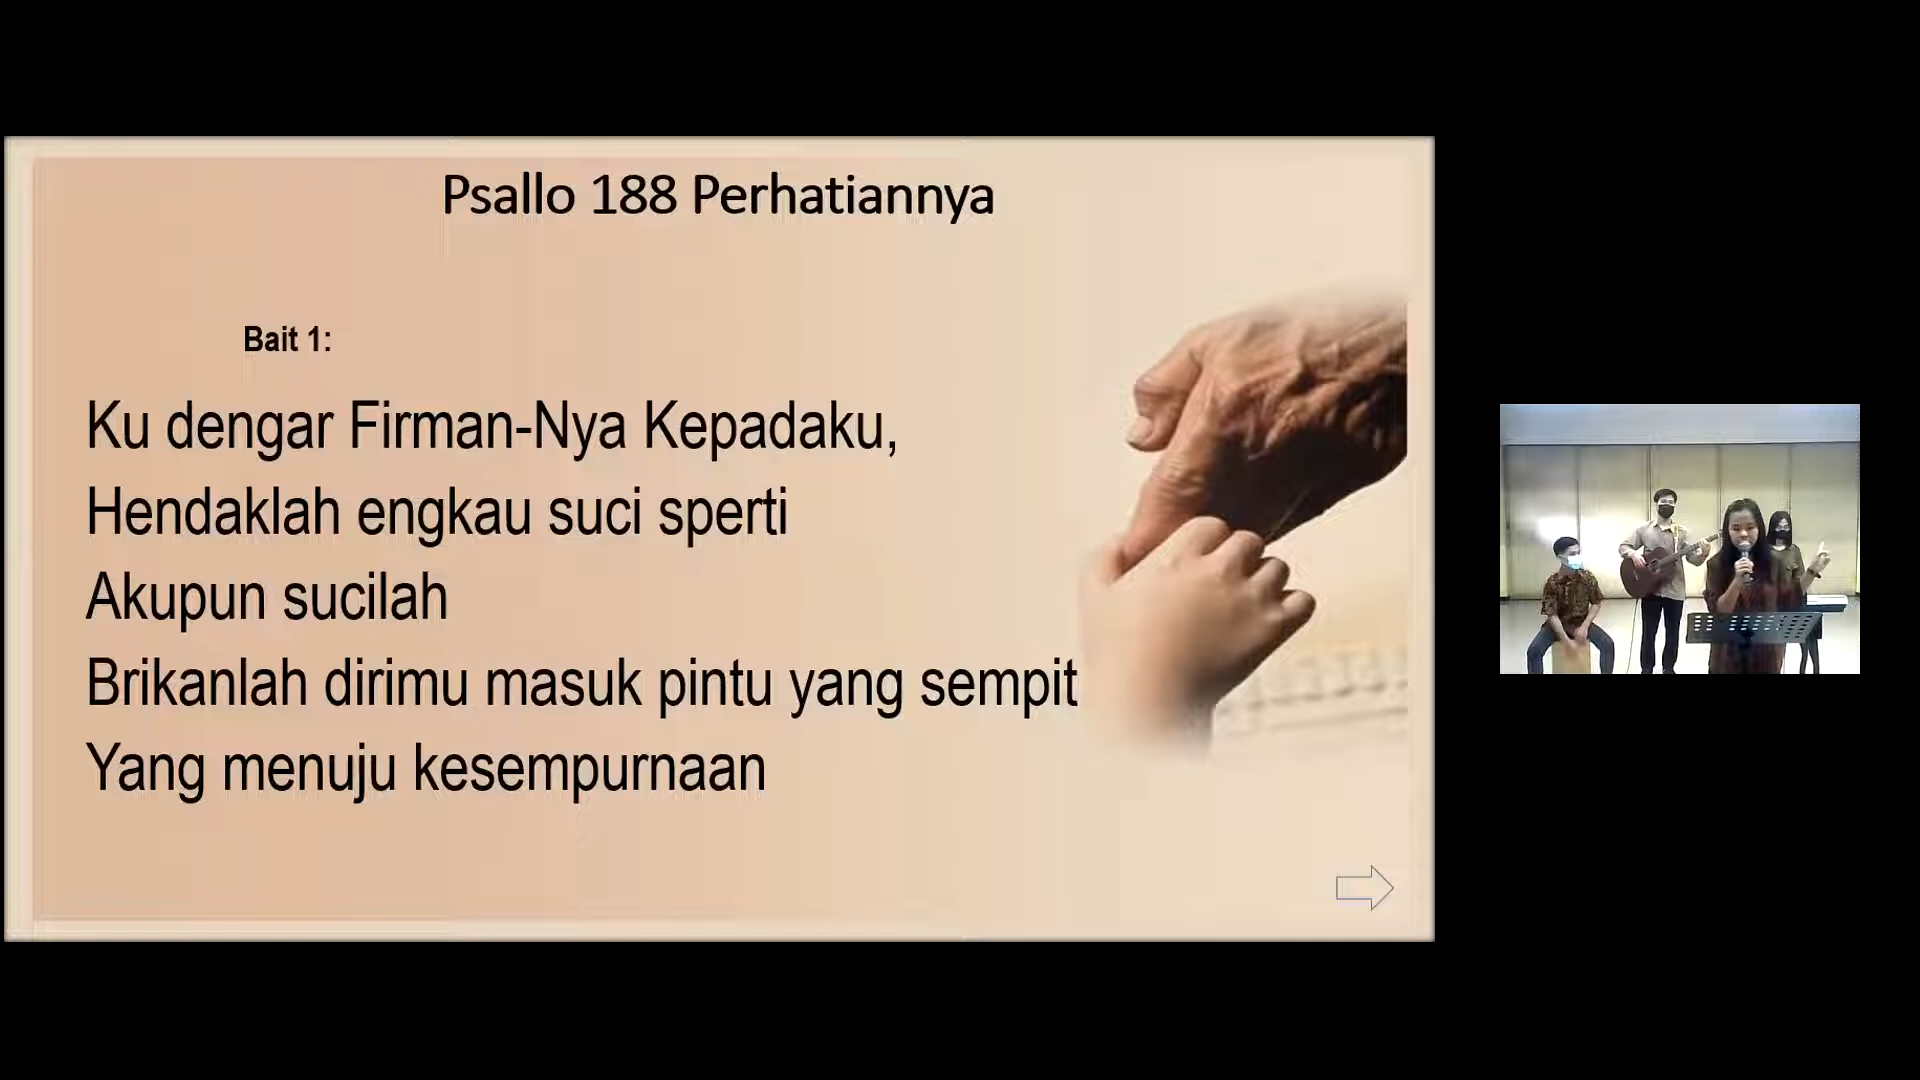 Psallo 188 Perhatiannya
Bait 1:
Ku dengar Firman-Nya Kepadaku,
Hendaklah engkau suci sperti
Akupun sucilah
Brikanlah dirimu masuk pintu yang sempit
Yang menuju kesempurnaan